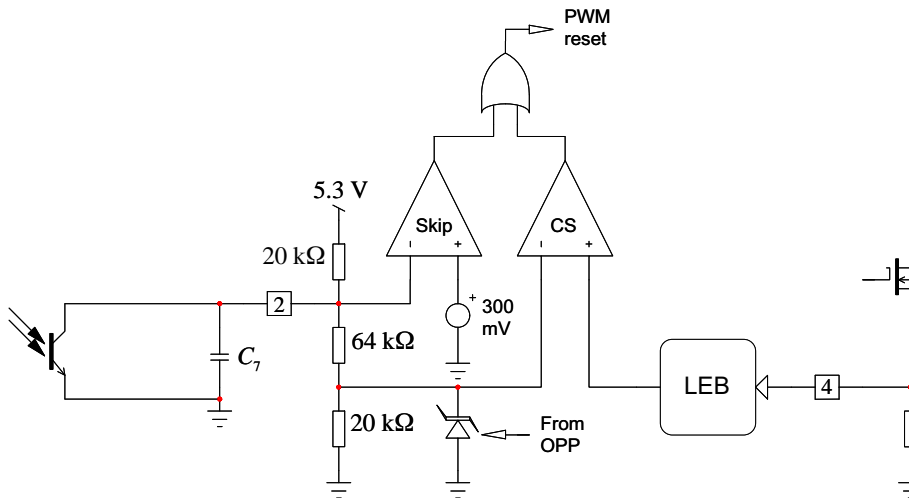 PWM
reset
5.3 V
Skip
CS
20 kΩ
2
+ 300
mV
64 kΩ
C7
LEB
4
20 kΩ
From
OPP